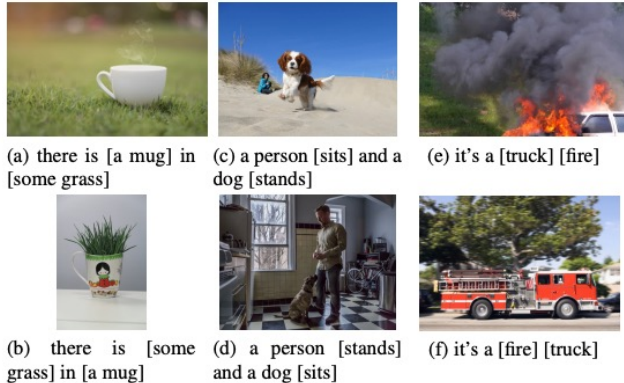 (a) there is [a mug] in
[some grass]
(c) a person [sits] and a
dog [stands]
(e) it's a [truck] [fire]
(b) there is [some
grass] in [a mug]
(d) a person [stands]
and a dog [sits]
(f) it's a [fire] [truck]